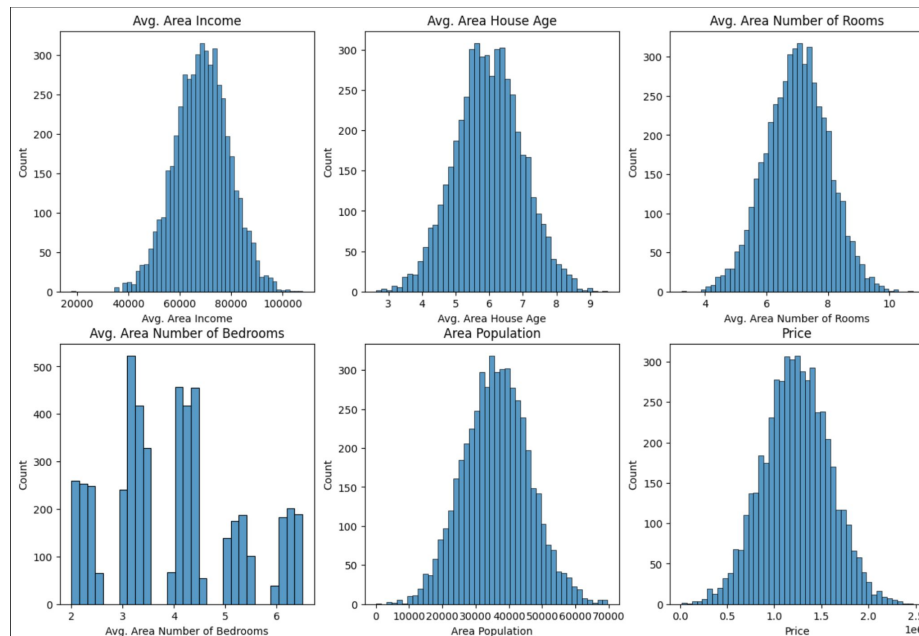 Avg. Area Income
Avg. Area House Age
Avg. Area Number of Rooms
300
250
200
150
100
50
0
Count
20000 40000 60000 80000 100000
Avg. Area Income
300
250
200
150
100
50
0
Count
3 4 5 6 7 8 9
Avg. Area House Age
300
250
200
150
100
50
0
Count
4 6 8 10
Avg. Area Number of Rooms
Avg. Area Number of Bedrooms
Area Population
Price
500
400
300
200
100
0
Count
2 3 4 5 6
Avg. Area Number of Bedrooms
300
250
200
150
100
50
0
Count
0 10000 20000 30000 40000 50000 60000 70000
Area Population
300
250
200
150
100
50
0
Count
0.0 0.5 1.0 1.5 2.0 2.5
Price